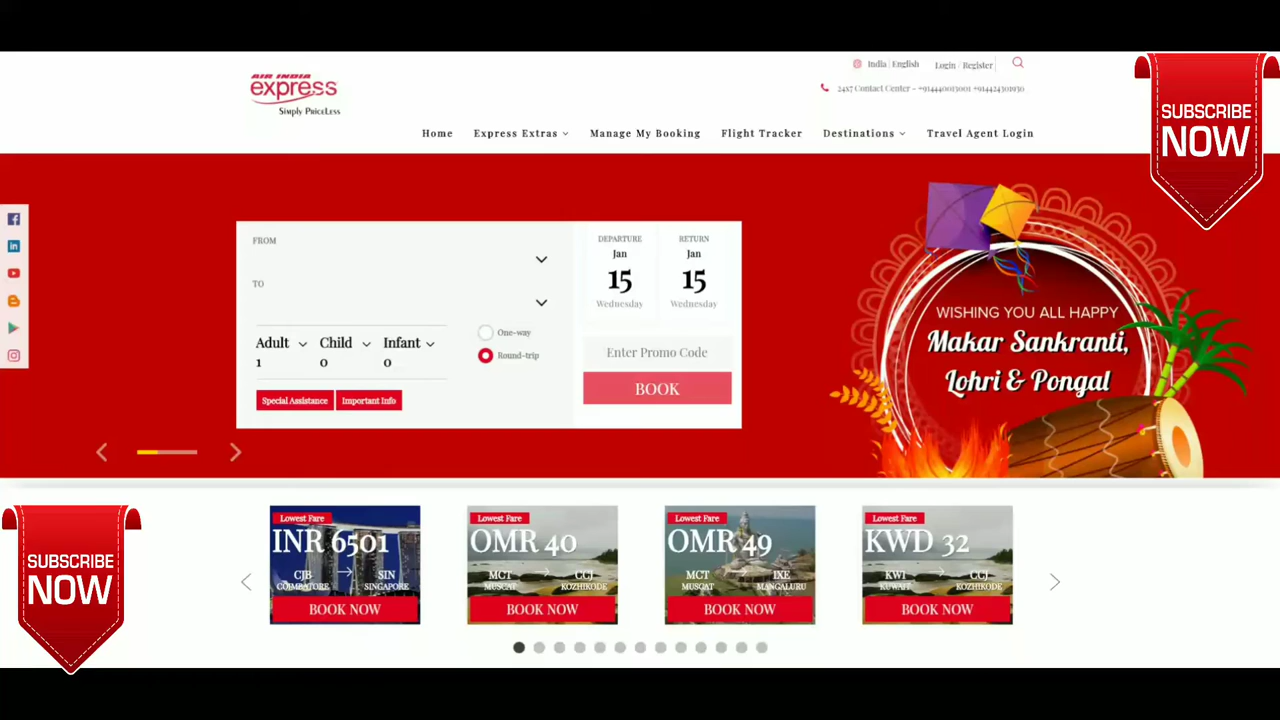 AIR INDIA
express
Simply PriceLess
India | English
Login / Register
24x7 Contact Center - +914440013001 +914424301930
Home
Express Extras
Manage My Booking
Flight Tracker
Destinations
Travel Agent Login
SUBSCRIBE
NOW
FROM
TO
Adult
1
Child
0
Infant
0
One-way
Round-trip
Special Assistance
Important Info
DEPARTURE
Jan
15
Wednesday
RETURN
Jan
15
Wednesday
Enter Promo Code
BOOK
WISHING YOU ALL HAPPY
Makar Sankranti,
Lohri & Pongal
SUBSCRIBE
NOW
Lowest Fare
INR 6501
CJB
COIMBATORE
SIN
SINGAPORE
BOOK NOW
Lowest Fare
OMR 40
MCT
MUSCAT
CCJ
KOZHIKODE
BOOK NOW
Lowest Fare
OMR 49
MCT
MUSCAT
IXE
MANGALURU
BOOK NOW
Lowest Fare
KWD 32
KWI
KUWAIT
CCJ
KOZHIKODE
BOOK NOW